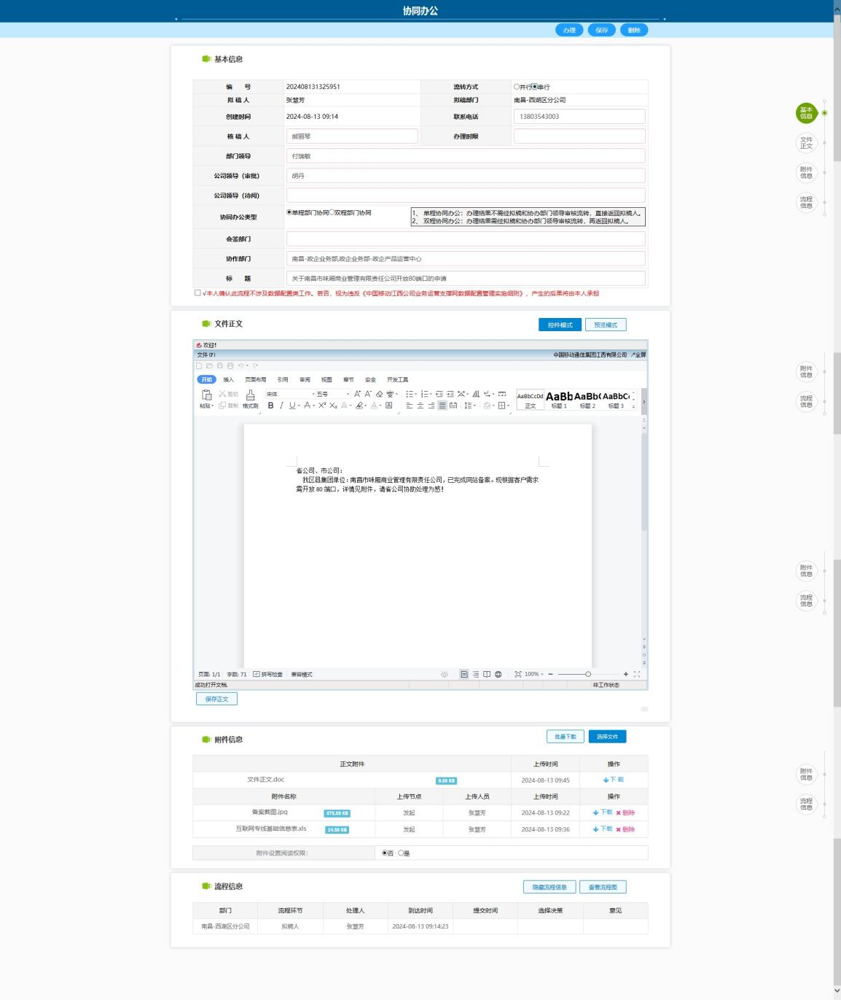 协同办公
办理 保存 删除
基本信息
编 号 202408131325951 流转方式 并行 串行
拟稿人 张慧芳 拟稿部门 南昌-西湖区分公司
创建时间 2024-08-13 09:14 联系电话 13803543003
核稿人 熊丽琴 办理时限
部门领导 付瑞敏
公司领导（审批） 胡丹
公司领导（待阅）
协同办公类型 单程部门协同 双程部门协同
1、 单程协同办公：办理结果不需经拟稿和协办部门领导审核流转，直接返回拟稿人。
2、 双程协同办公：办理结果需经拟稿和协办部门领导审核流转，再返回拟稿人。
会签部门
协作部门 南昌-政企业务部,政企业务部-政企产品运营中心
标 题 关于南昌市味厢商业管理有限责任公司开放80端口的申请
√本人确认此流程不涉及数据配置类工作。若否，视为违反《中国移动江西公司业务运营支撑网数据配置管理实施细则》，产生的后果将由本人承担
基本
信息
文件
正文
附件
信息
流程
信息
文件正文
控件模式 预览模式
欢迎!
文件(F) 中国移动通信集团江西有限公司 全屏
开始 插入 页面布局 引用 审阅 视图 章节 安全 开发工具
粘贴 剪切 复制 格式刷 宋体 五号
B I U A X² X₂ A A A
AaBbCcDd AaBb AaBb( AaBbC(
正文 标题 1 标题 2 标题 3
附件
信息
流程
信息
省公司、市公司：
我区县集团单位：南昌市味厢商业管理有限责任公司，已完成网站备案。现根据客户需求
需开放 80 端口，详情见附件，请省公司协助处理为感！
附件
信息
流程
信息
页面: 1/1 字数: 71 拼写检查 兼容模式 100%
成功打开文档. 非工作状态
保存正文
附件信息
批量下载 选择文件
正文附件 上传时间 操作
文件正文.doc 9.50 KB 2024-08-13 09:45 下载
附件名称 上传节点 上传人员 上传时间 操作
备案截图.jpg 375.09 KB 发起 张慧芳 2024-08-13 09:22 下载 删除
互联网专线基础信息表.xls 24.50 KB 发起 张慧芳 2024-08-13 09:36 下载 删除
附件设置阅读权限： 否 是
附件
信息
流程
信息
流程信息
隐藏流程信息 查看流程图
部门 流程环节 处理人 到达时间 提交时间 选择决策 意见
南昌-西湖区分公司 拟稿人 张慧芳 2024-08-13 09:14:23